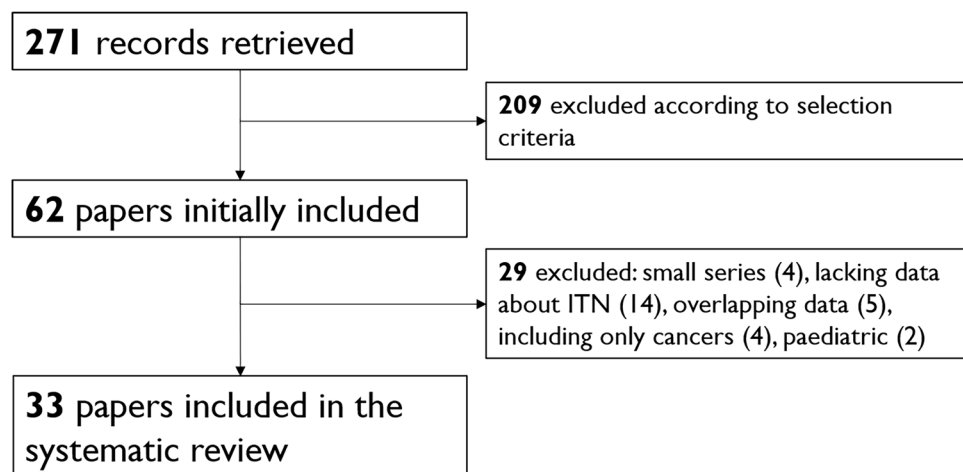 271 records retrieved
209 excluded according to selection
criteria
62 papers initially included
29 excluded: small series (4), lacking data
about ITN (14), overlapping data (5),
including only cancers (4), paediatric (2)
33 papers included in the
systematic review